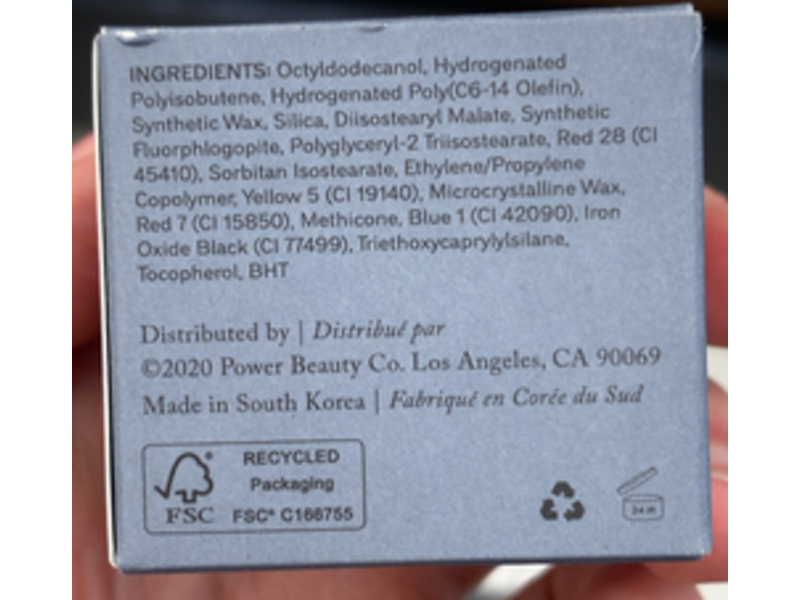 INGREDIENTS: Octyldodecanol, Hydrogenated
Polyisobutene, Hydrogenated Poly(C6-14 Olefin),
Synthetic Wax, Silica, Diisostearyl Malate, Synthetic
Fluorphlogopite, Polyglyceryl-2 Triisostearate, Red 28 (CI
45410), Sorbitan Isostearate, Ethylene/Propylene
Copolymer, Yellow 5 (CI 19140), Microcrystalline Wax,
Red 7 (CI 15850), Methicone, Blue 1 (CI 42090), Iron
Oxide Black (CI 77499), Triethoxycaprylylsilane,
Tocopherol, BHT
Distributed by | Distribué par
©2020 Power Beauty Co. Los Angeles, CA 90069
Made in South Korea | Fabriqué en Corée du Sud
RECYCLED
Packaging
FSC® C166755
FSC
24 M